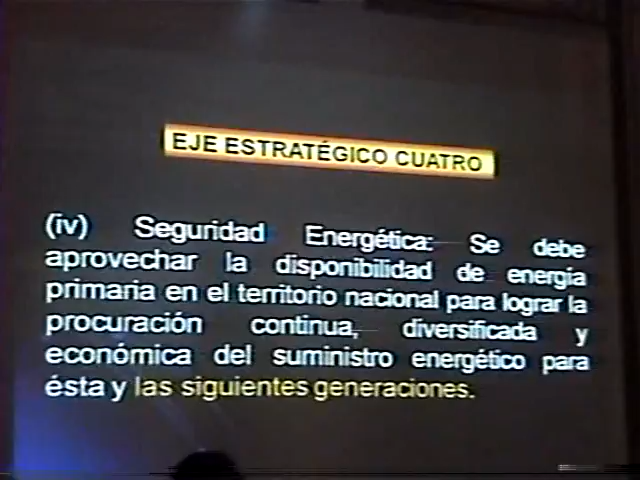 EJE ESTRATÉGICO CUATRO
(iv) Seguridad Energética: Se debe
aprovechar la disponibilidad de energía
primaria en el territorio nacional para lograr la
procuración continua, diversificada y
económica del suministro energético para
ésta y las siguientes generaciones.